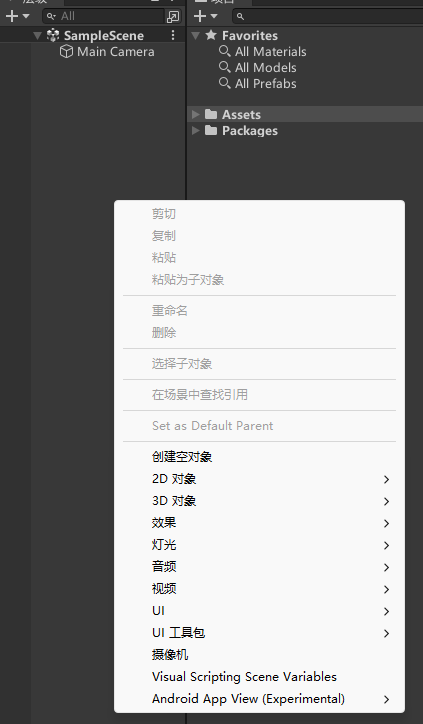 All
SampleScene
Main Camera
Favorites
All Materials
All Models
All Prefabs
Assets
Packages
剪切
复制
粘贴
粘贴为子对象
重命名
删除
选择子对象
在场景中查找引用
Set as Default Parent
创建空对象
2D 对象
3D 对象
效果
灯光
音频
视频
UI
UI 工具包
摄像机
Visual Scripting Scene Variables
Android App View (Experimental)